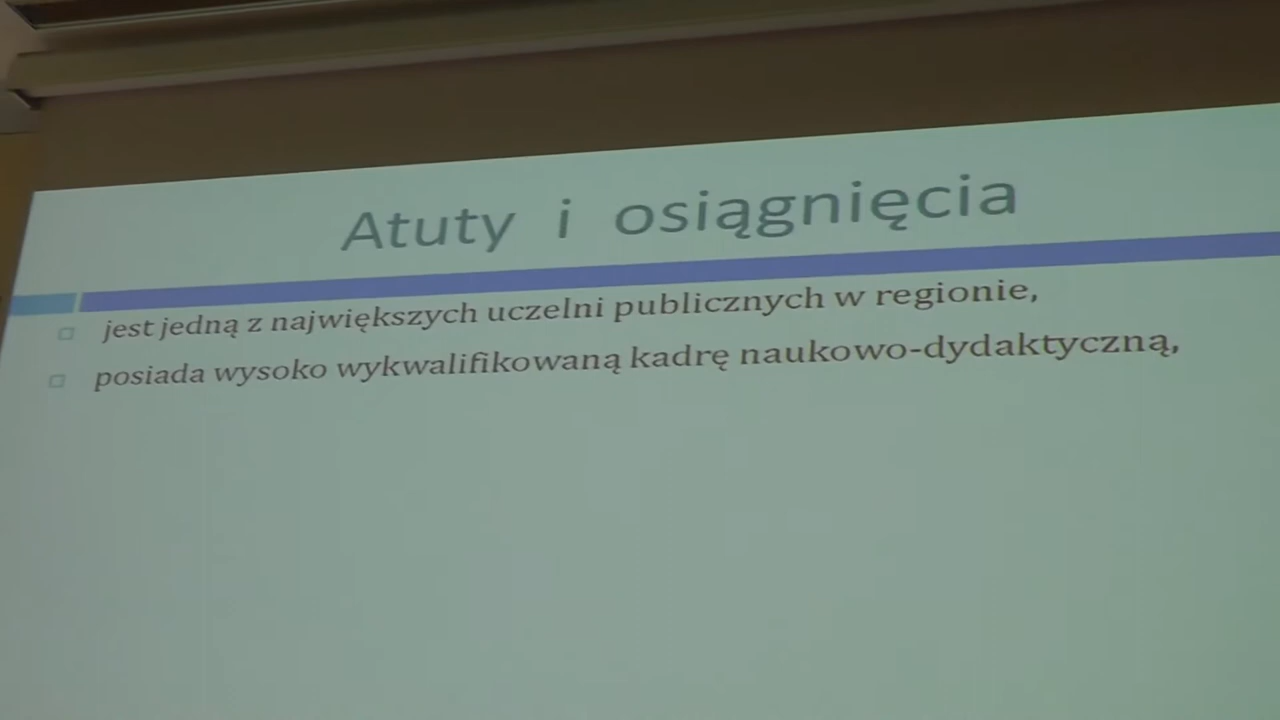 Atuty i osiągnięcia
jest jedną z największych uczelni publicznych w regionie,
posiada wysoko wykwalifikowaną kadrę naukowo-dydaktyczną,